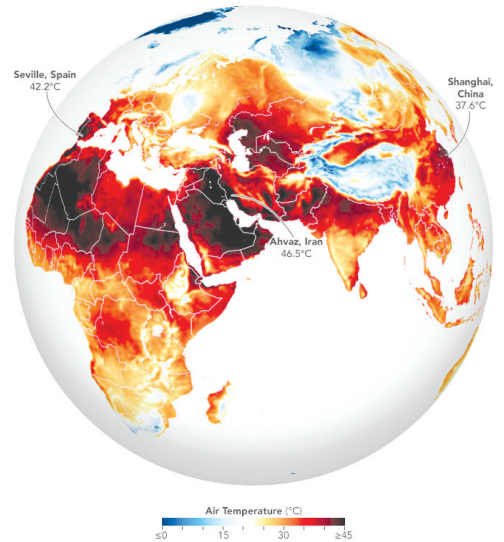 Seville, Spain
42.2°C
Shanghai,
China
37.6°C
Ahvaz, Iran
46.5°C
Air Temperature (°C)
≤0 15 30 ≥45